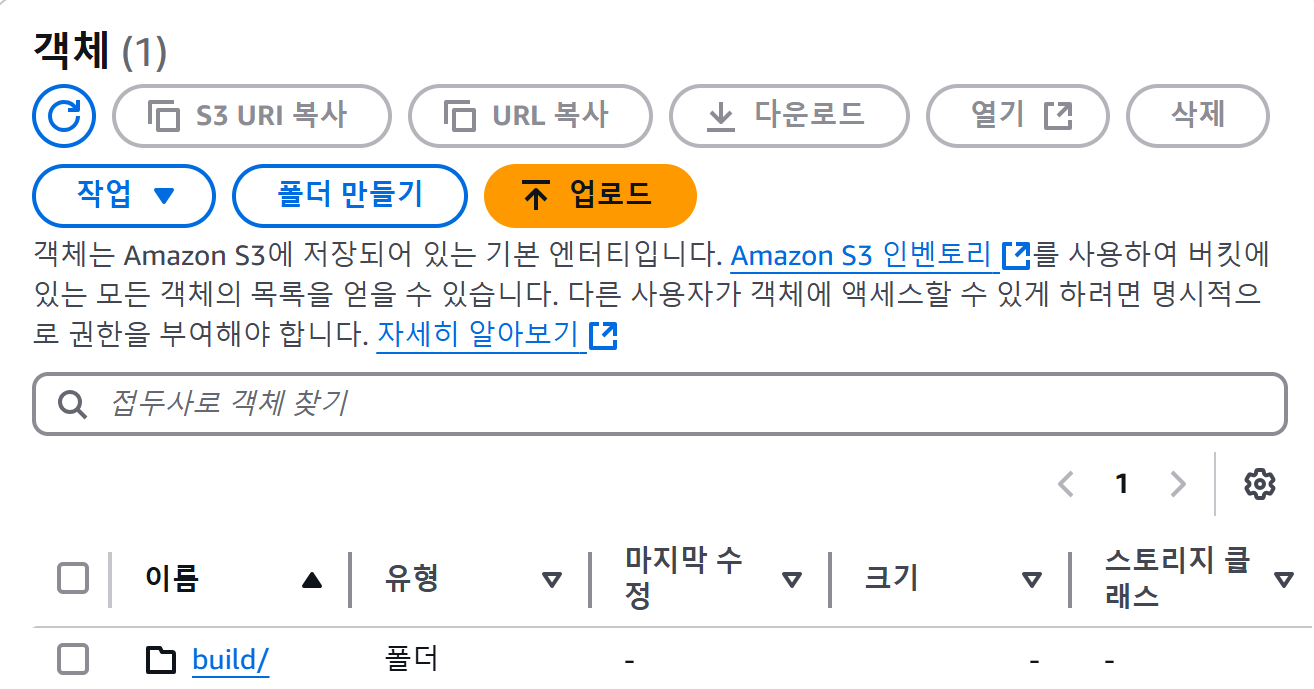 객체 (1)
S3 URI 복사
URL 복사
다운로드
열기
삭제
작업
폴더 만들기
업로드
객체는 Amazon S3에 저장되어 있는 기본 엔터티입니다. Amazon S3 인벤토리를 사용하여 버킷에
있는 모든 객체의 목록을 얻을 수 있습니다. 다른 사용자가 객체에 액세스할 수 있게 하려면 명시적으
로 권한을 부여해야 합니다. 자세히 알아보기
접두사로 객체 찾기
1
이름
유형
마지막 수
정
크기
스토리지 클
래스
build/
폴더
-
-
-